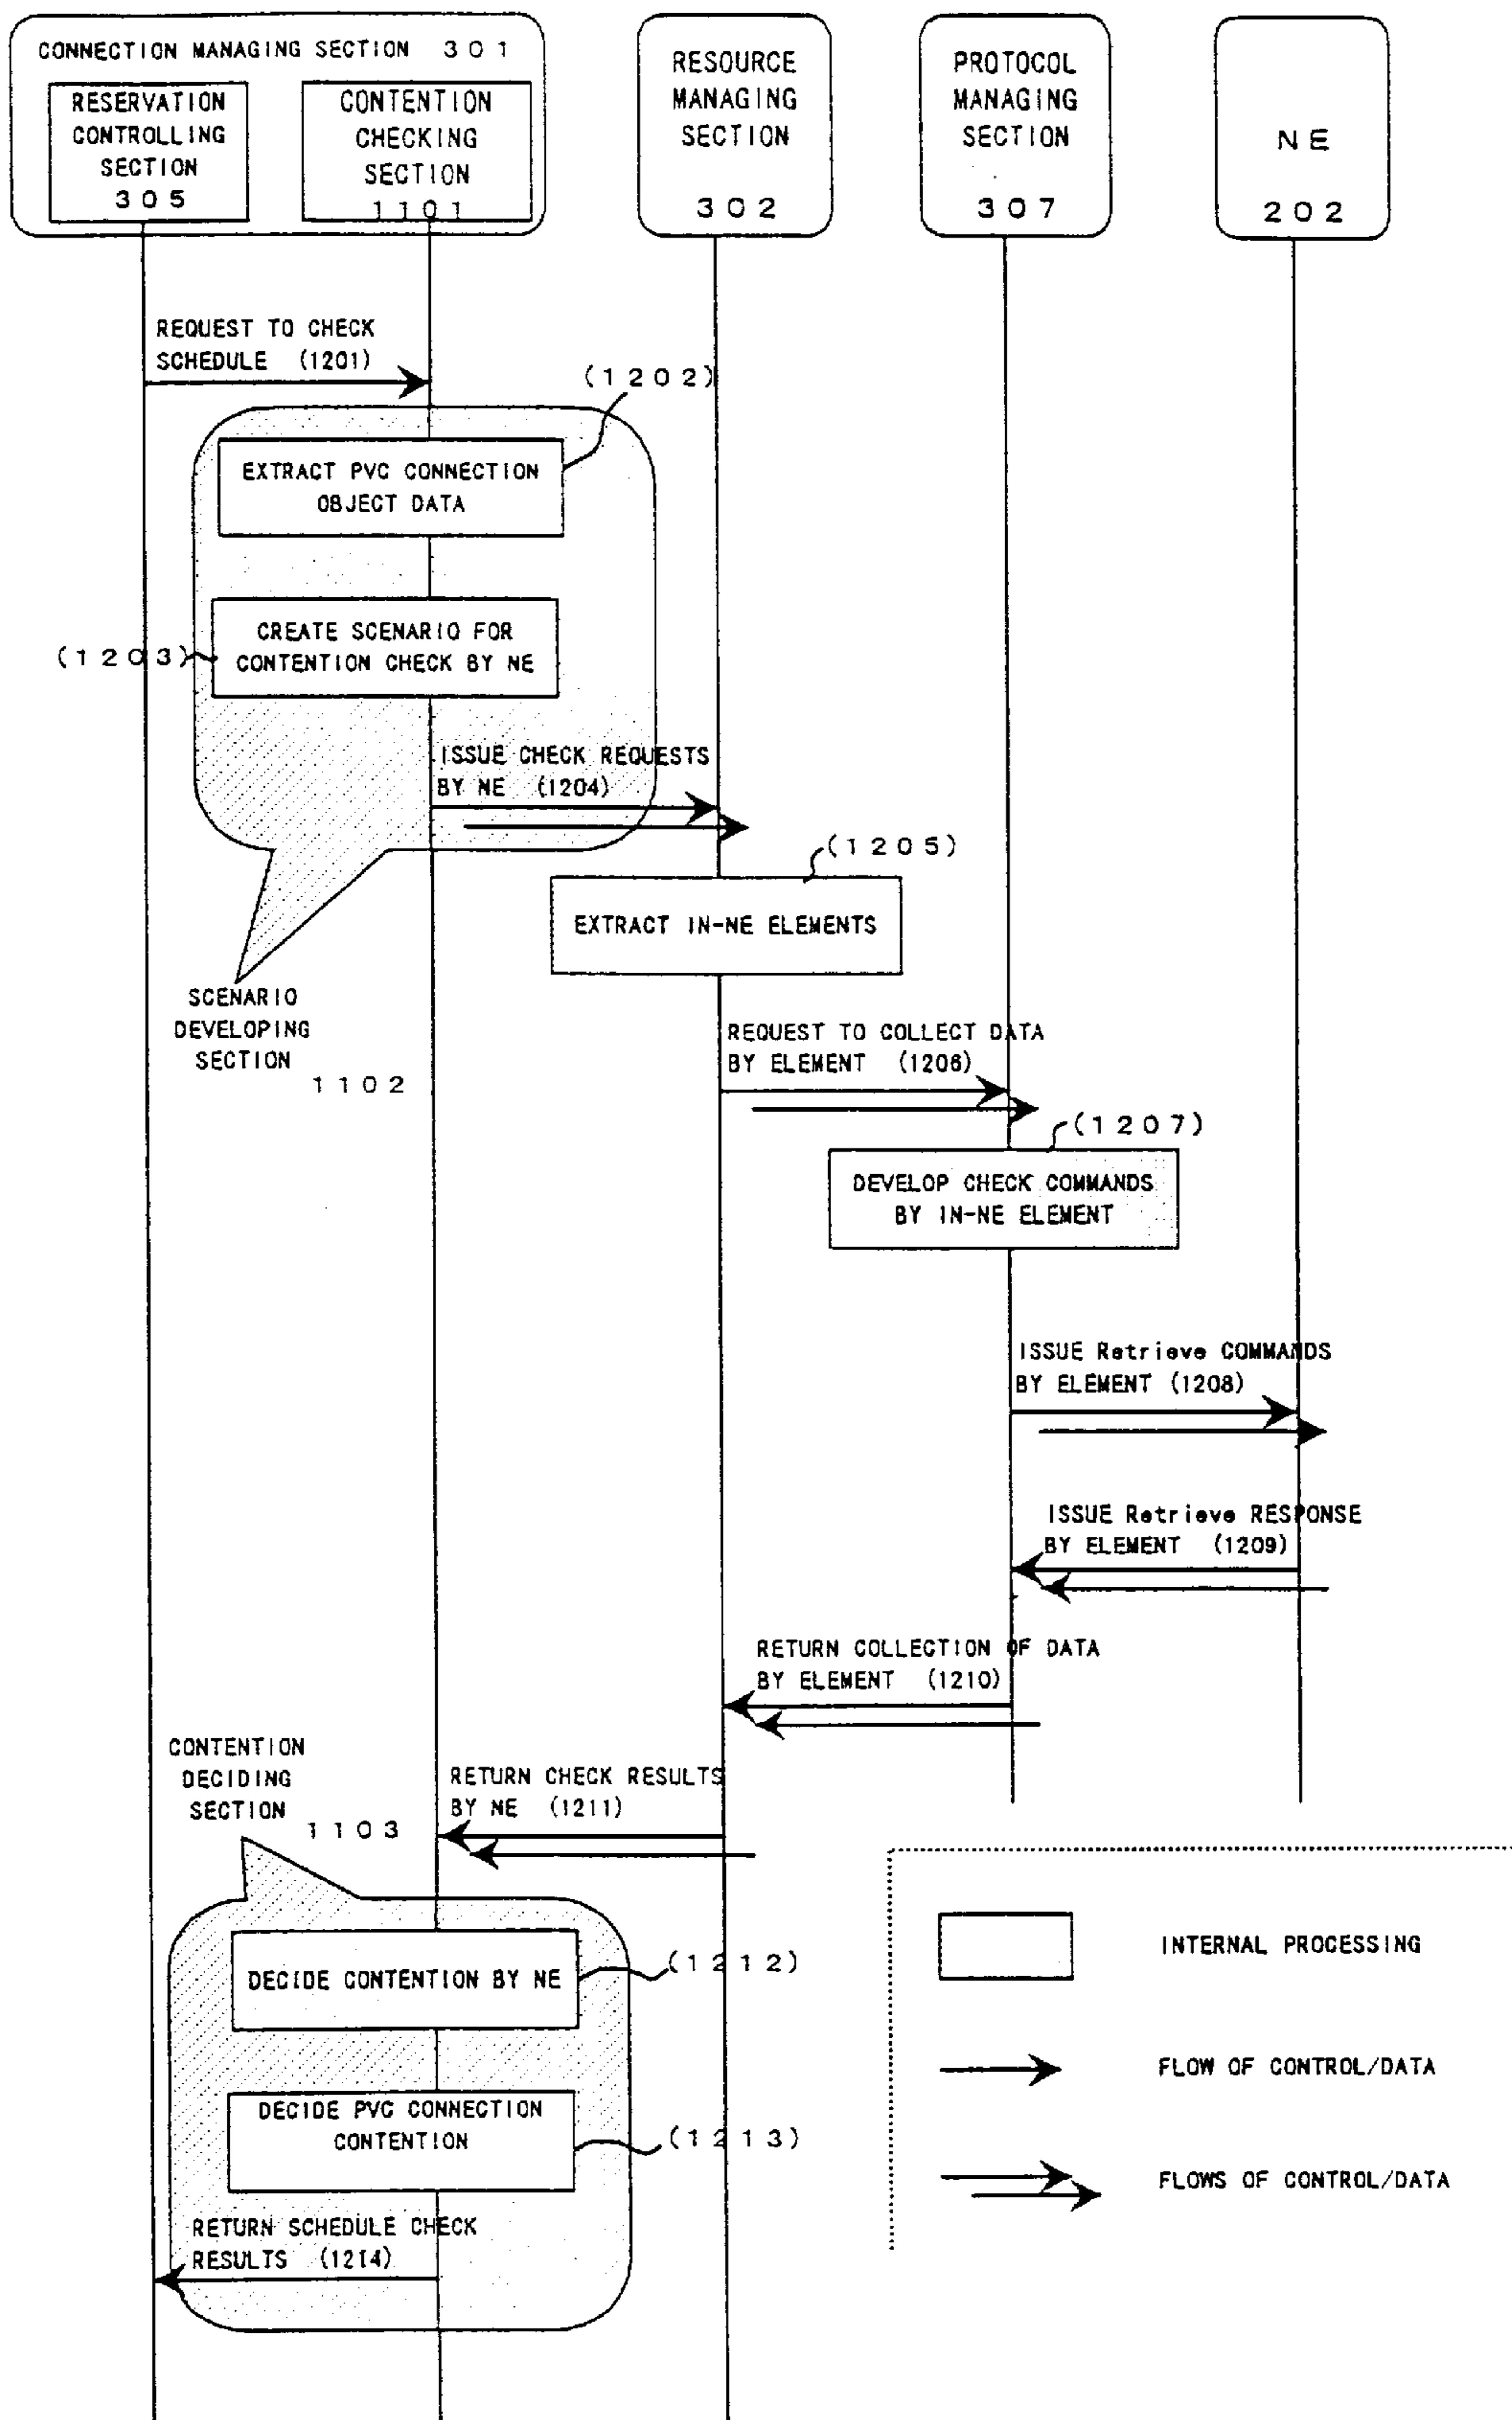 CONNECTION MANAGING SECTION 301
RESERVATION
CONTROLLING
SECTION
305
CONTENTION
CHECKING
SECTION
1101
RESOURCE
MANAGING
SECTION
302
PROTOCOL
MANAGING
SECTION
307
NE
202
REQUEST TO CHECK
SCHEDULE (1201)
(1202)
EXTRACT PVC CONNECTION
OBJECT DATA
CREATE SCENARIO FOR
CONTENTION CHECK BY NE
(1203)
ISSUE CHECK REQUESTS
BY NE (1204)
(1205)
EXTRACT IN-NE ELEMENTS
SCENARIO
DEVELOPING
SECTION
1102
REQUEST TO COLLECT DATA
BY ELEMENT (1206)
(1207)
DEVELOP CHECK COMMANDS
BY IN-NE ELEMENT
ISSUE Retrieve COMMANDS
BY ELEMENT (1208)
ISSUE Retrieve RESPONSE
BY ELEMENT (1209)
RETURN COLLECTION OF DATA
BY ELEMENT (1210)
CONTENTION
DECIDING
SECTION
1103
RETURN CHECK RESULTS
BY NE (1211)
DECIDE CONTENTION BY NE
(1212)
DECIDE PVC CONNECTION
CONTENTION
(1213)
RETURN SCHEDULE CHECK
RESULTS (1214)
INTERNAL PROCESSING
FLOW OF CONTROL/DATA
FLOWS OF CONTROL/DATA